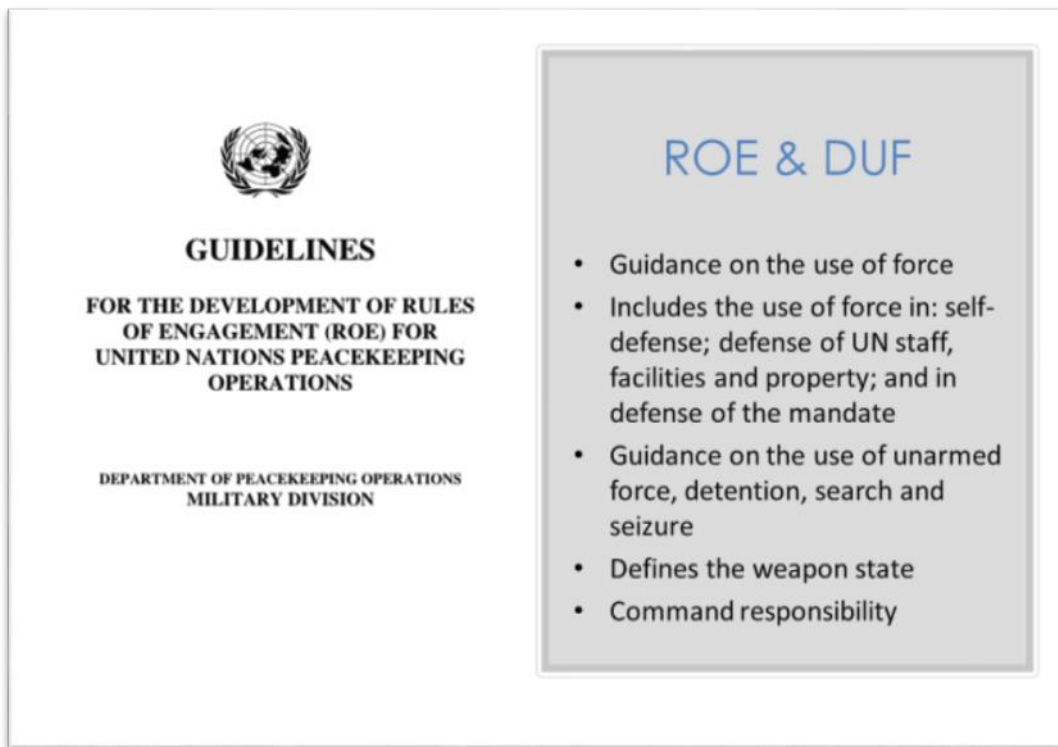 GUIDELINES
FOR THE DEVELOPMENT OF RULES
OF ENGAGEMENT (ROE) FOR
UNITED NATIONS PEACEKEEPING
OPERATIONS
DEPARTMENT OF PEACEKEEPING OPERATIONS
MILITARY DIVISION
ROE & DUF
• Guidance on the use of force
• Includes the use of force in: self-
defense; defense of UN staff,
facilities and property; and in
defense of the mandate
• Guidance on the use of unarmed
force, detention, search and
seizure
• Defines the weapon state
• Command responsibility